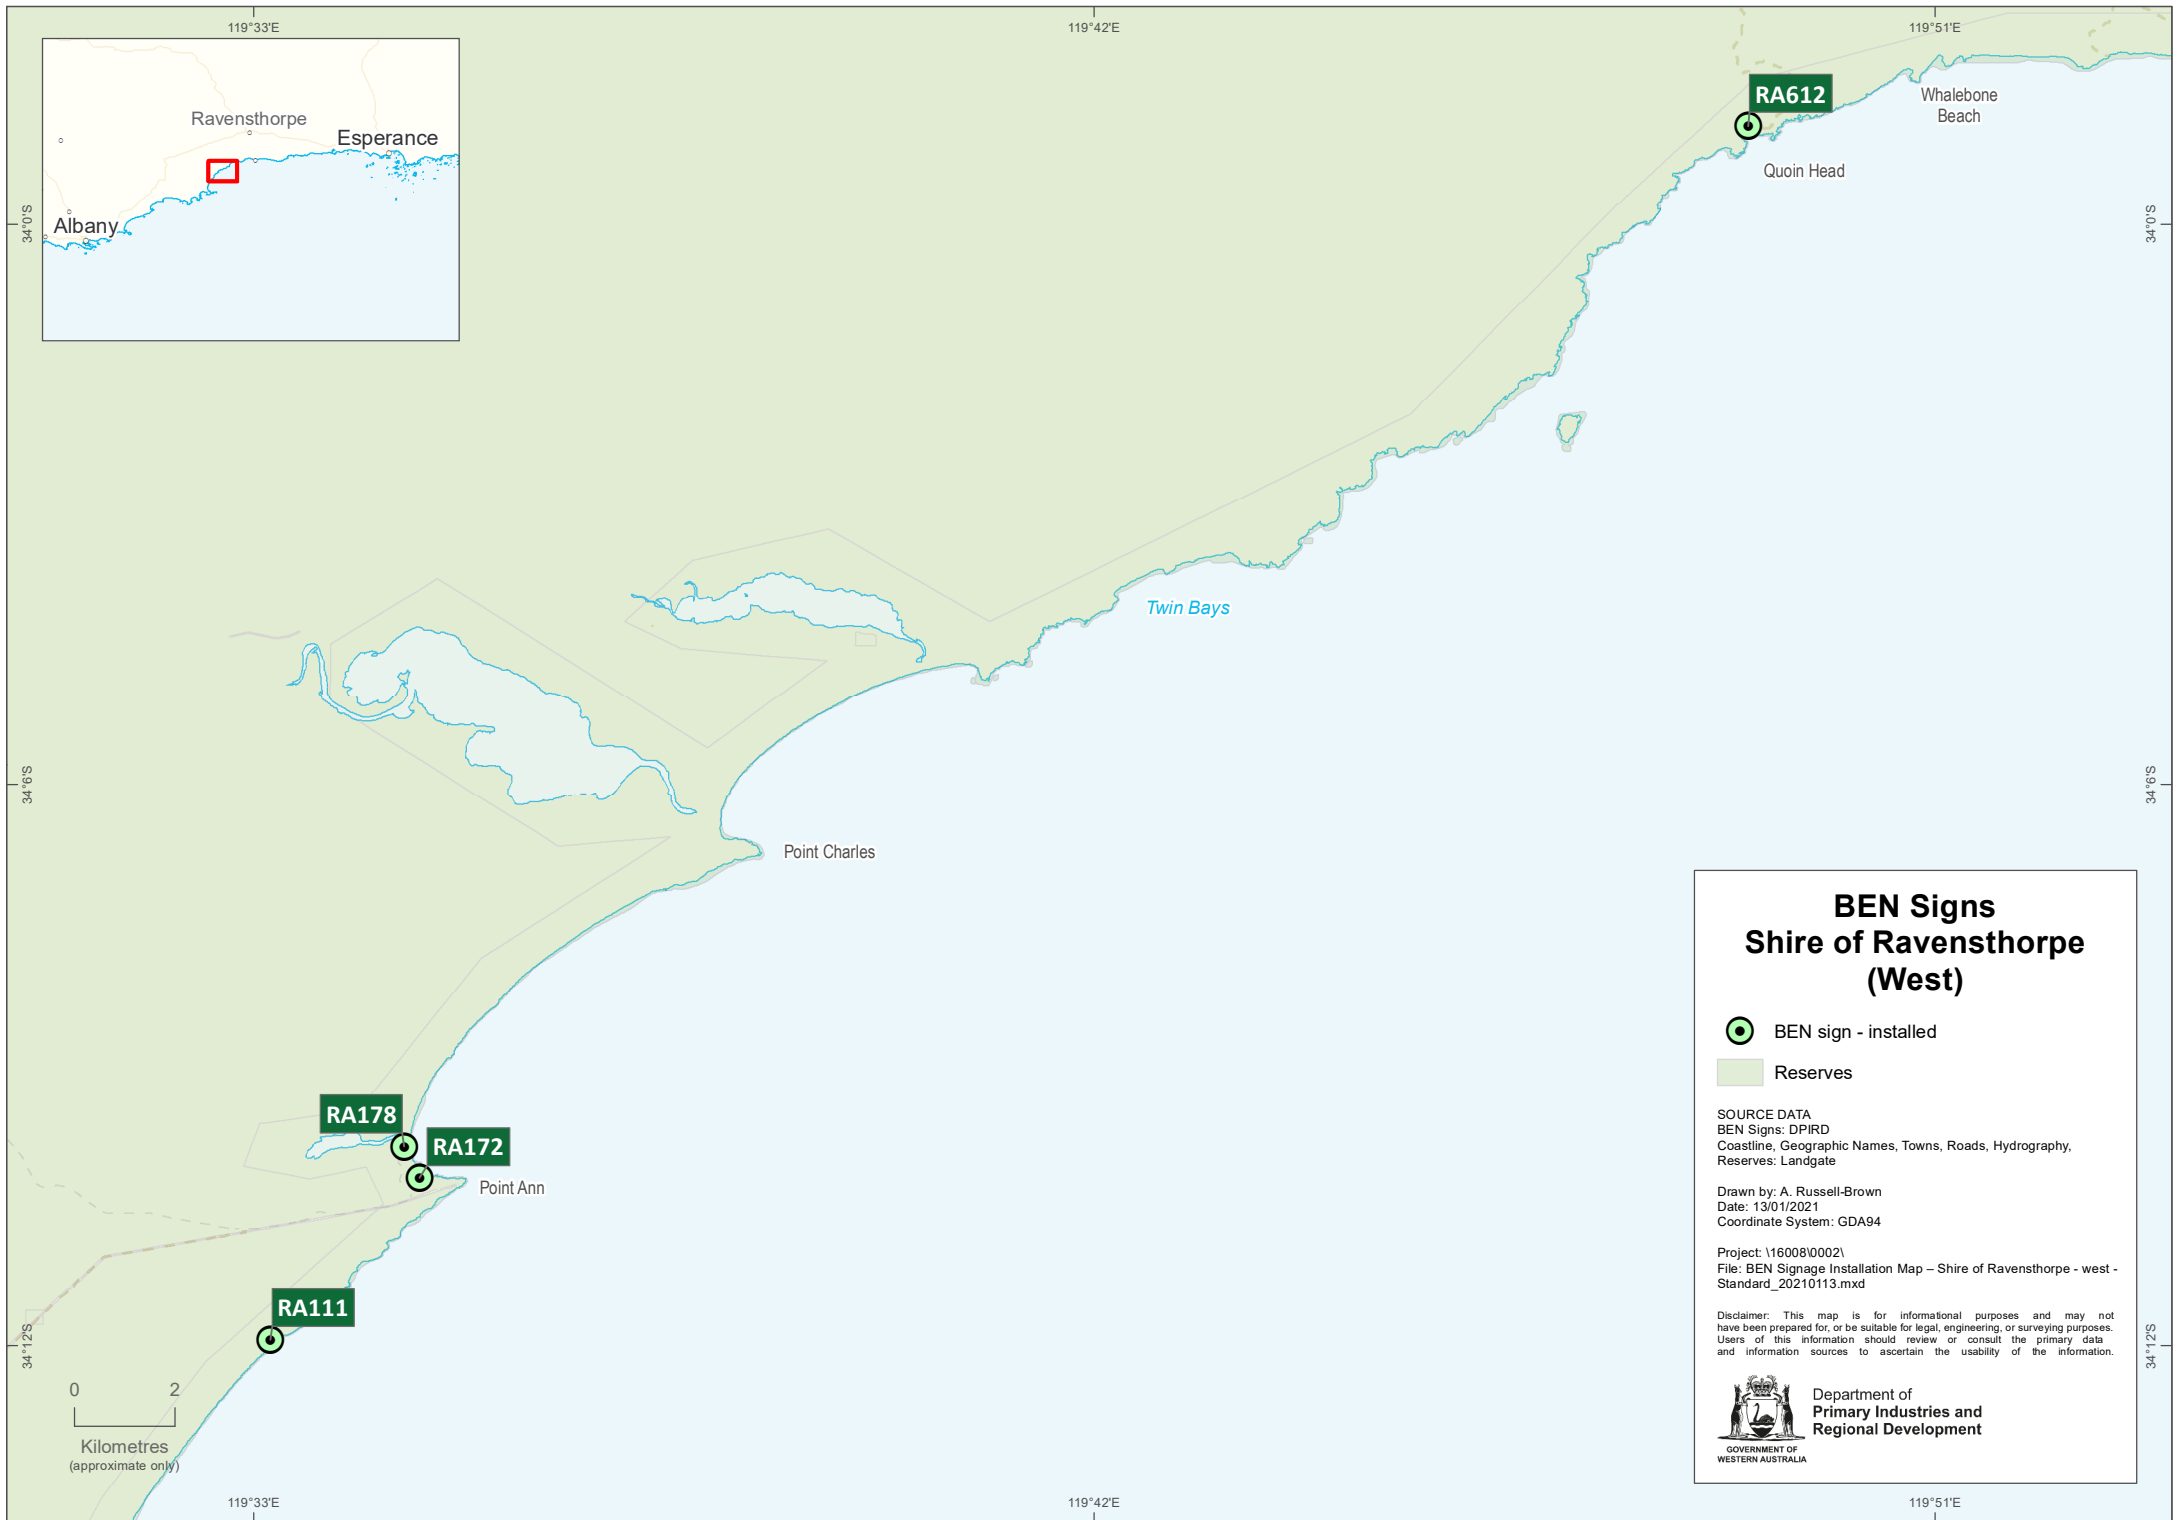 119°33'E
119°42'E
119°51'E
Ravensthorpe
Esperance
Albany
RA612
Whalebone
Beach
Quoin Head
34°0'S
34°0'S
Twin Bays
34°6'S
34°6'S
Point Charles
RA178
RA172
Point Ann
RA111
34°12'S
34°12'S
0 2
Kilometres
(approximate only)
119°33'E
119°42'E
119°51'E
BEN Signs
Shire of Ravensthorpe
(West)
BEN sign - installed
Reserves
SOURCE DATA
BEN Signs: DPIRD
Coastline, Geographic Names, Towns, Roads, Hydrography,
Reserves: Landgate
Drawn by: A. Russell-Brown
Date: 13/01/2021
Coordinate System: GDA94
Project: \16008\0002\
File: BEN Signage Installation Map – Shire of Ravensthorpe - west -
Standard_20210113.mxd
Disclaimer: This map is for informational purposes and may not
have been prepared for, or be suitable for legal, engineering, or surveying purposes.
Users of this information should review or consult the primary data
and information sources to ascertain the usability of the information.
Department of
Primary Industries and
Regional Development
GOVERNMENT OF
WESTERN AUSTRALIA